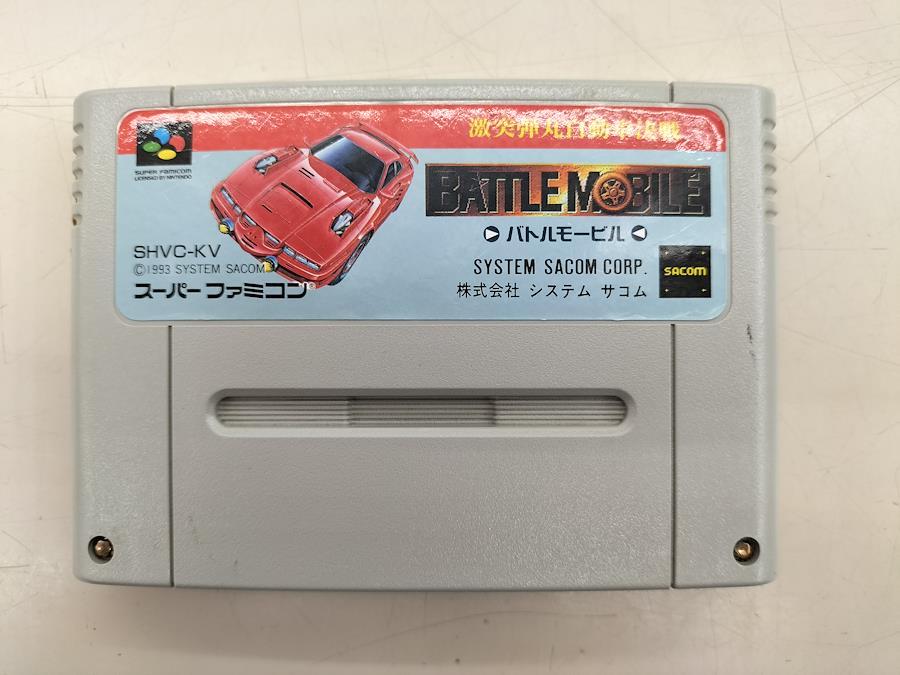 激突弾丸自動車決戦
SUPER FAMICOM
LICENSED BY NINTENDO
BATTLE MOBILE
バトルモービル
SHVC-KV
©1993 SYSTEM SACOM
スーパーファミコン
SYSTEM SACOM CORP.
株式会社 システム サコム
SACOM